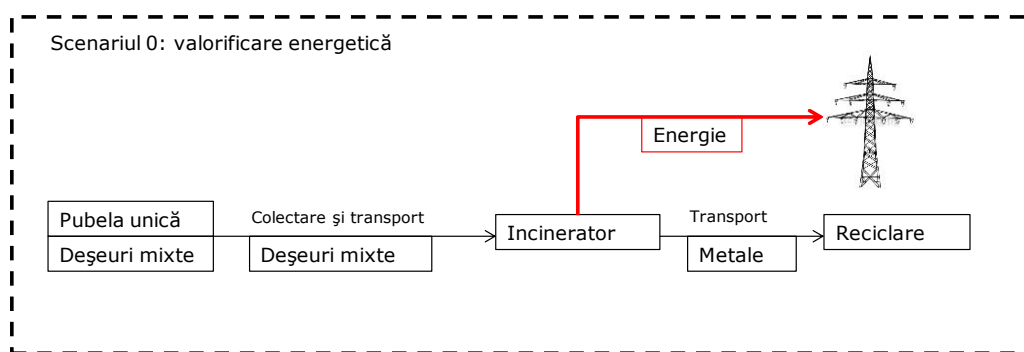 Scenariul 0: valorificare energetică
Energie
Pubela unică
Colectare şi transport
Incinerator
Transport
Reciclare
Deşeuri mixte
Deşeuri mixte
Metale